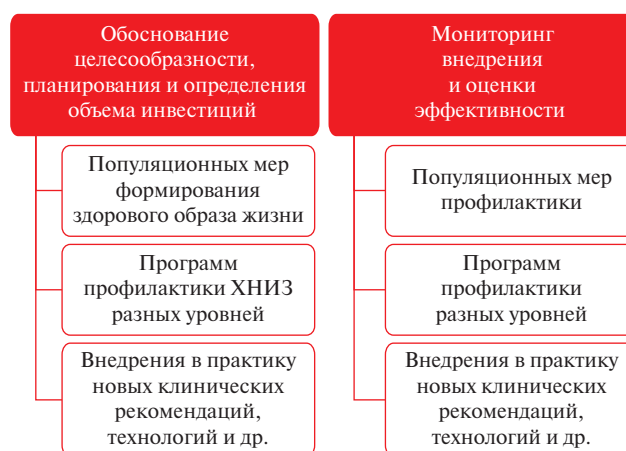 Обоснование
целесообразности,
планирования и определения
объема инвестиций
Популяционных мер
формирования
здорового образа жизни
Программ
профилактики ХНИЗ
разных уровней
Внедрения в практику
новых клинических
рекомендаций,
технологий и др.
Мониторинг
внедрения
и оценки
эффективности
Популяционных мер
профилактики
Программ
профилактики
разных уровней
Внедрения в практику
новых клинических
рекомендаций,
технологий и др.